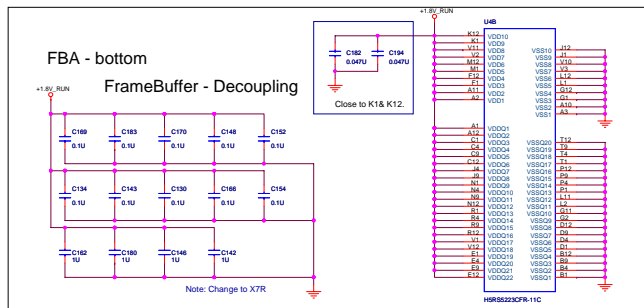 +1.8V_RUN
U4B
FBA - bottom
FrameBuffer - Decoupling
+1.8V_RUN
C182
0.047U
C194
0.047U
Close to K1& K12.
C169
0.1U
C183
0.1U
C170
0.1U
C148
0.1U
C152
0.1U
C134
0.1U
C143
0.1U
C130
0.1U
C166
0.1U
C154
0.1U
C162
1U
C180
1U
C146
1U
C142
1U
Note: Change to X7R
K12 VDD10
K1 VDD9
V11 VDD8
V2 VDD7
M12 VDD6
M1 VDD5
F12 VDD4
F1 VDD3
A11 VDD2
A2 VDD1
VSS10 J12
VSS9 J1
VSS8 V10
VSS7 V3
VSS6 L12
VSS5 L1
VSS4 G12
VSS3 G1
VSS2 A10
VSS1 A3
A1 VDDQ1
A12 VDDQ2
C1 VDDQ3
C4 VDDQ4
C9 VDDQ5
C12 VDDQ6
J4 VDDQ7
J9 VDDQ8
N1 VDDQ9
N4 VDDQ10
N9 VDDQ11
N12 VDDQ12
R1 VDDQ13
R4 VDDQ14
R9 VDDQ15
R12 VDDQ16
V1 VDDQ17
V12 VDDQ18
E1 VDDQ19
E4 VDDQ20
E9 VDDQ21
E12 VDDQ22
VSSQ20 T12
VSSQ19 T9
VSSQ18 T4
VSSQ17 T1
VSSQ16 P12
VSSQ15 P9
VSSQ14 P4
VSSQ13 P1
VSSQ12 L11
VSSQ11 L2
VSSQ10 G11
VSSQ9 G2
VSSQ8 D12
VSSQ7 D9
VSSQ6 D4
VSSQ5 D1
VSSQ4 B12
VSSQ3 B9
VSSQ2 B4
VSSQ1 B1
H5RS5223CFR-11C